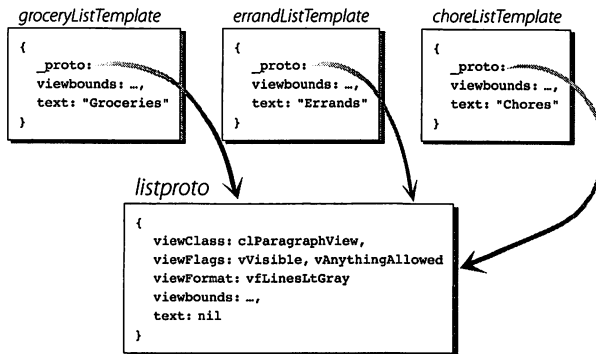 groceryListTemplate
{
_proto:
viewbounds: …,
text: "Groceries"
}
errandListTemplate
{
_proto:
viewbounds: …,
text: "Errands"
}
choreListTemplate
{
_proto:
viewbounds: …,
text: "Chores"
}
listproto
{
viewClass: clParagraphView,
viewFlags: vVisible, vAnythingAllowed
viewFormat: vfLinesLtGray
viewbounds: …,
text: nil
}